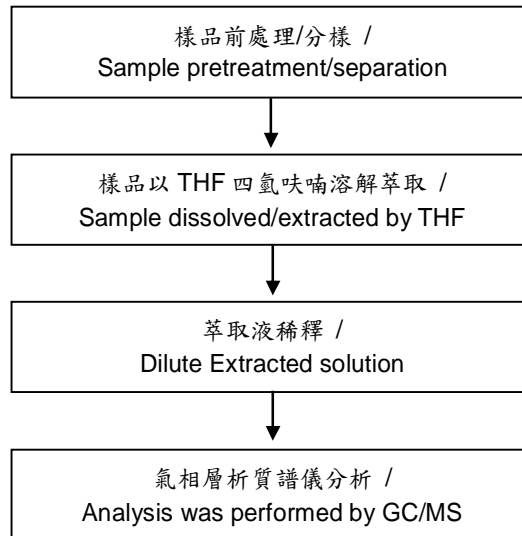 樣品前處理/分樣 /
Sample pretreatment/separation
樣品以 THF 四氫呋喃溶解萃取 /
Sample dissolved/extracted by THF
萃取液稀釋 /
Dilute Extracted solution
氣相層析質譜儀分析 /
Analysis was performed by GC/MS